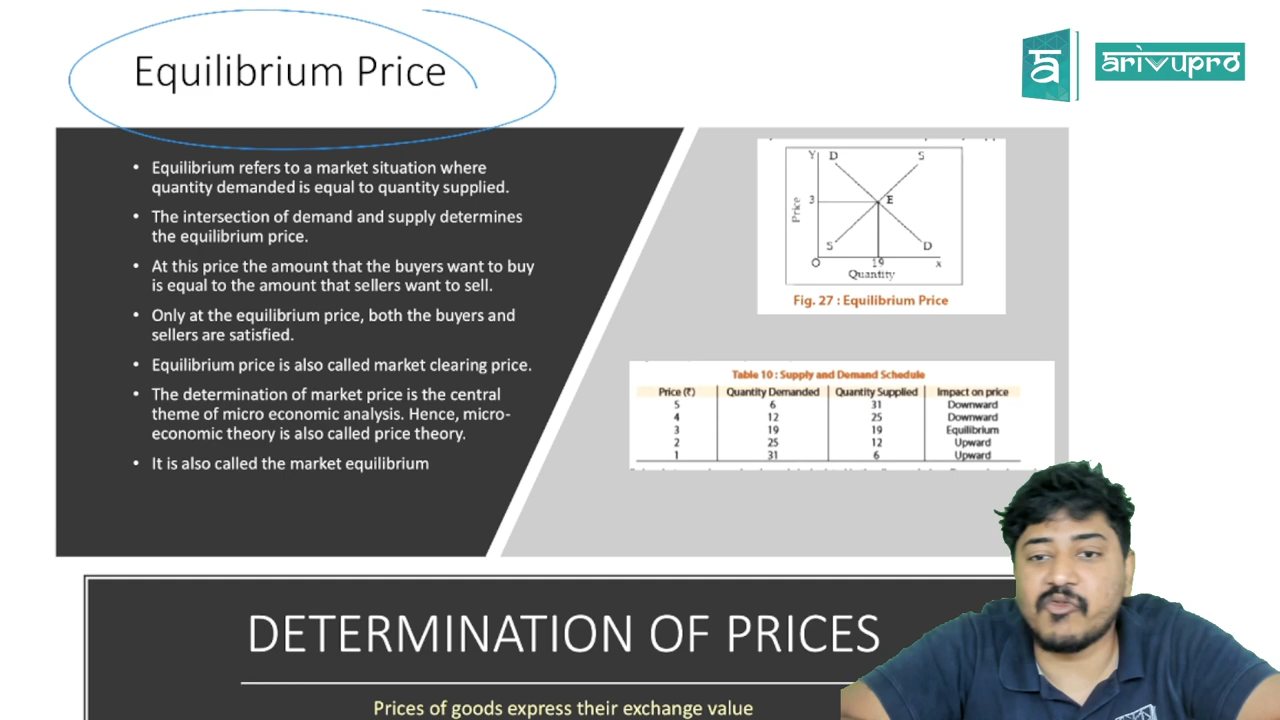 Equilibrium Price
ā
arivupro
• Equilibrium refers to a market situation where
quantity demanded is equal to quantity supplied.
• The intersection of demand and supply determines
the equilibrium price.
• At this price the amount that the buyers want to buy
is equal to the amount that sellers want to sell.
• Only at the equilibrium price, both the buyers and
sellers are satisfied.
• Equilibrium price is also called market clearing price.
• The determination of market price is the central
theme of micro economic analysis. Hence, micro-
economic theory is also called price theory.
• It is also called the market equilibrium
Y D S
Price 3 E
S D
O 19 x
Quantity
Fig. 27 : Equilibrium Price
Table 10 : Supply and Demand Schedule
Price (₹) Quantity Demanded Quantity Supplied Impact on price
5 6 31 Downward
4 12 25 Downward
3 19 19 Equilibrium
2 25 12 Upward
1 31 6 Upward
DETERMINATION OF PRICES
Prices of goods express their exchange value